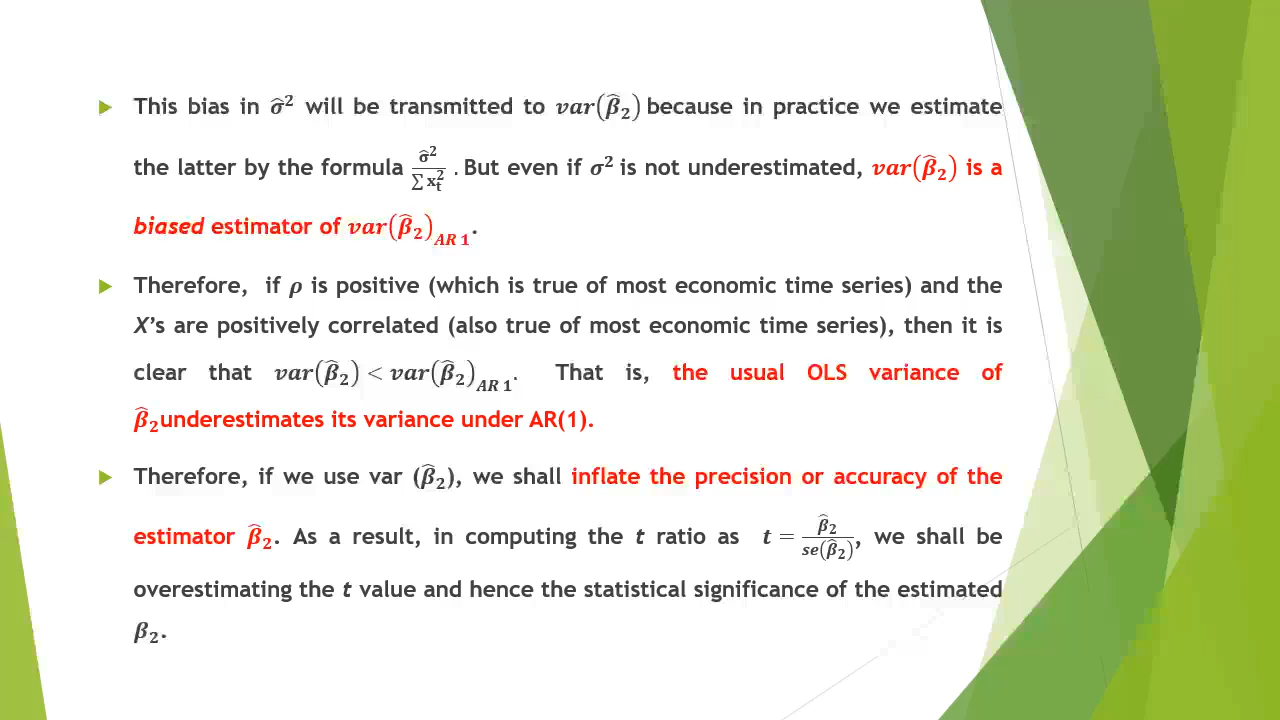 This bias in σ̂² will be transmitted to var(β̂₂) because in practice we estimate
the latter by the formula σ̂²/∑xₜ² . But even if σ² is not underestimated, var(β̂₂) is a
biased estimator of var(β̂₂)AR 1.
Therefore, if ρ is positive (which is true of most economic time series) and the
X's are positively correlated (also true of most economic time series), then it is
clear that var(β̂₂) < var(β̂₂)AR 1. That is, the usual OLS variance of
β̂₂underestimates its variance under AR(1).
Therefore, if we use var (β̂₂), we shall inflate the precision or accuracy of the
estimator β̂₂. As a result, in computing the t ratio as t = β̂₂/se(β̂₂), we shall be
overestimating the t value and hence the statistical significance of the estimated
β₂.